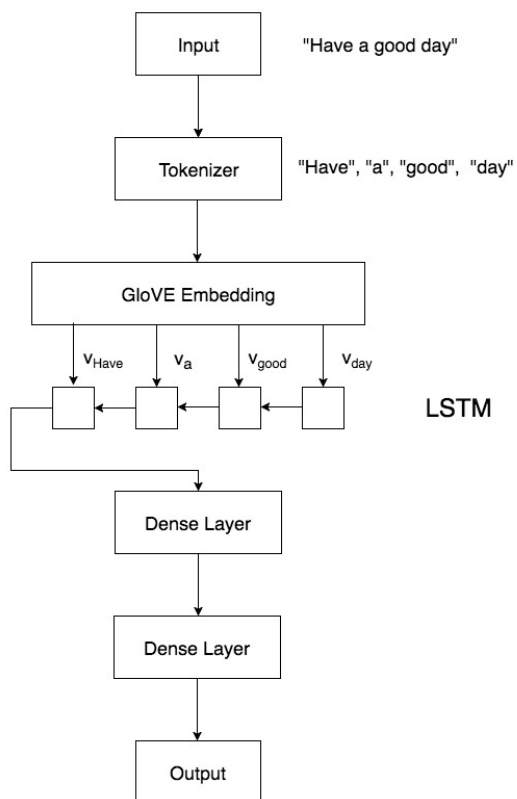 Input
"Have a good day"
Tokenizer
"Have", "a", "good", "day"
GloVE Embedding
vHave
va
vgood
vday
LSTM
Dense Layer
Dense Layer
Output